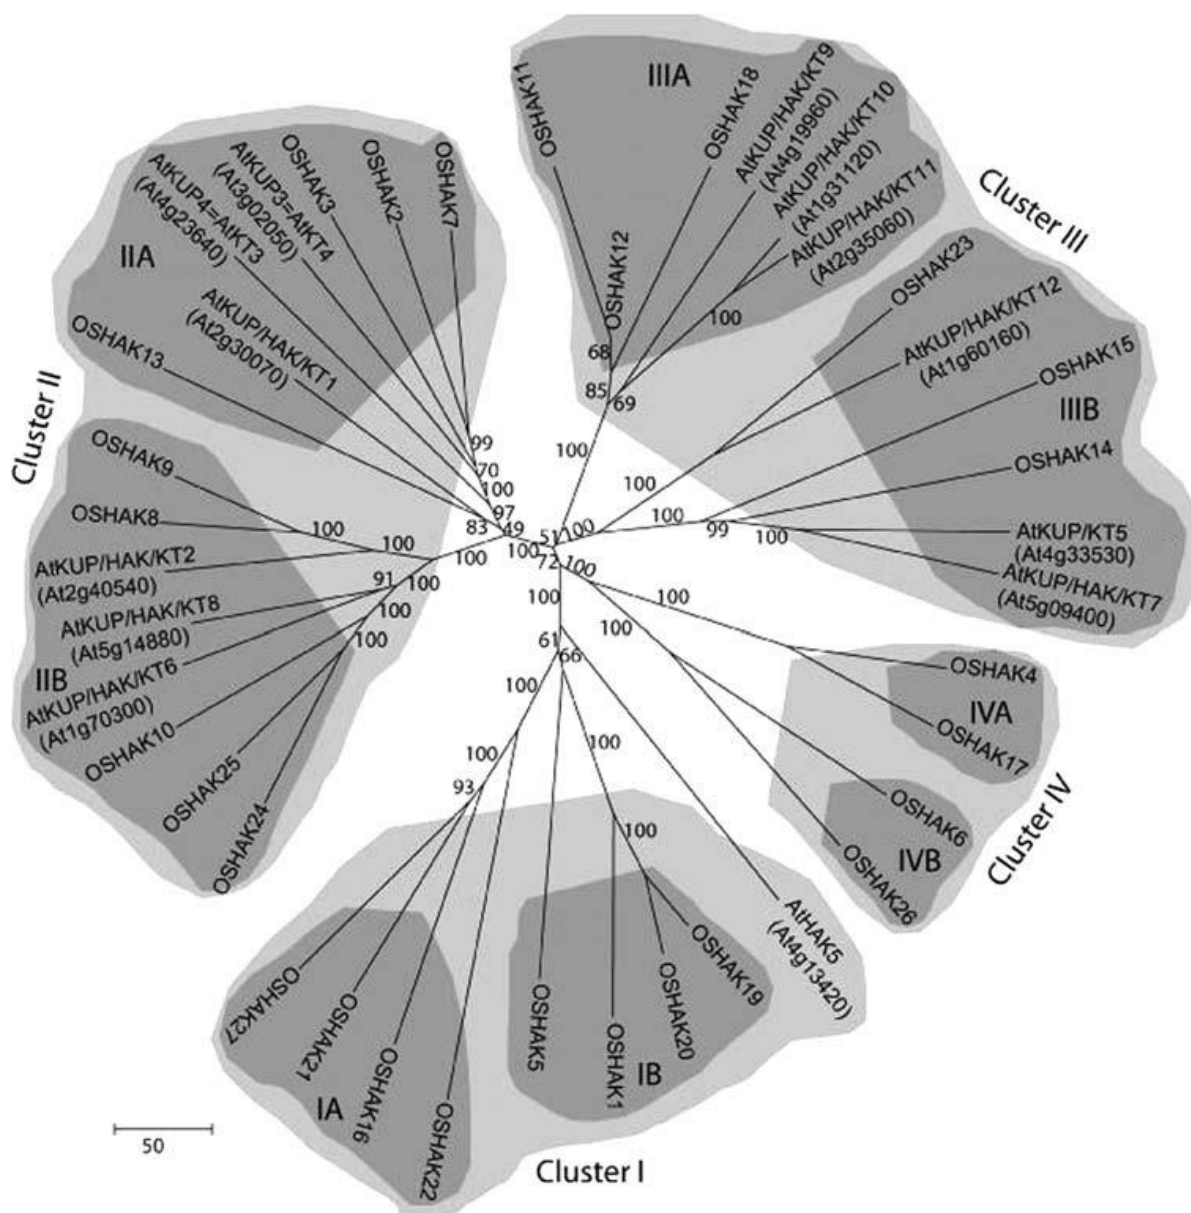 IIIA
OSHAK11
OSHAK18
AtKUP/HAK/KT9
(At4g19960)
AtKUP/HAK/KT10
(At1g31120)
AtKUP/HAK/KT11
(At2g35060)
OSHAK12
68
85
69
100
100
Cluster III
OSHAK23
AtKUP/HAK/KT12
(At1g60160)
OSHAK15
IIIB
OSHAK14
AtKUP/KT5
(At4g33530)
AtKUP/HAK/KT7
(At5g09400)
100
100
99
100
100
51
IIA
OSHAK7
OSHAK2
OSHAK3
AtKUP3=AtKT4
(At3g02050)
AtKUP4=AtKT3
(At4g23640)
AtKUP/HAK/KT1
(At2g30070)
OSHAK13
99
70
100
97
83
49
100
Cluster II
OSHAK9
OSHAK8
AtKUP/HAK/KT2
(At2g40540)
AtKUP/HAK/KT8
(At5g14880)
IIB
AtKUP/HAK/KT6
(At1g70300)
OSHAK10
OSHAK25
OSHAK24
100
100
100
91
100
100
100
72
100
100
100
100
OSHAK4
IVA
OSHAK17
OSHAK6
IVB
OSHAK26
Cluster IV
61
66
100
100
93
100
100
AtHAK5
(At4g13420)
OSHAK19
OSHAK20
OSHAK1
OSHAK5
IB
OSHAK27
OSHAK21
OSHAK16
OSHAK22
IA
Cluster I
50